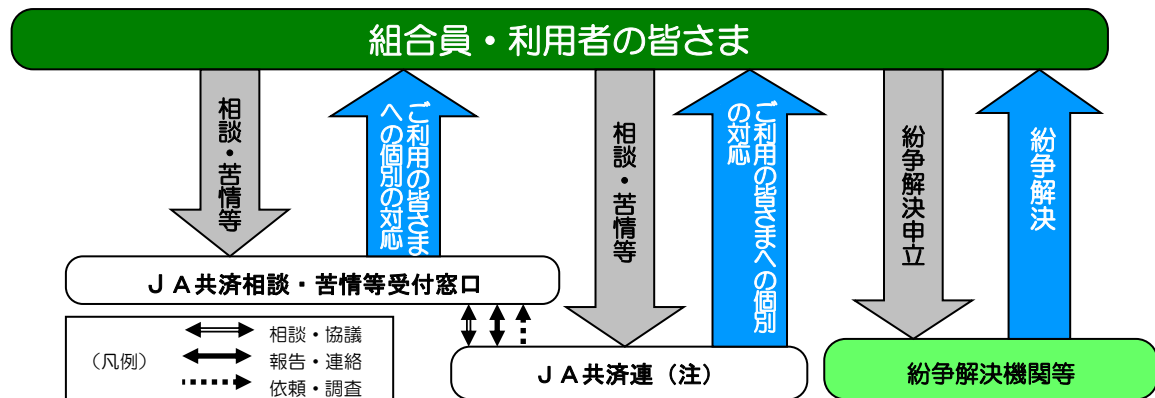 組合員・利用者の皆さま
相談・苦情等
ご利用の皆さま
への個別の対応
相談・苦情等
ご利用の皆さまへの個別
の対応
紛争解決申立
紛争解決
ＪＡ共済相談・苦情等受付窓口
（凡例）
相談・協議
報告・連絡
依頼・調査
ＪＡ共済連（注）
紛争解決機関等